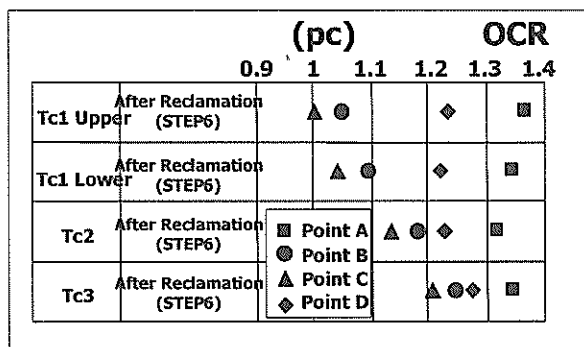 (pc) OCR
0.9 1 1.1 1.2 1.3 1.4
Tc1 Upper After Reclamation
(STEP6)
Tc1 Lower After Reclamation
(STEP6)
Tc2 After Reclamation
(STEP6)
Tc3 After Reclamation
(STEP6)
Point A
Point B
Point C
Point D